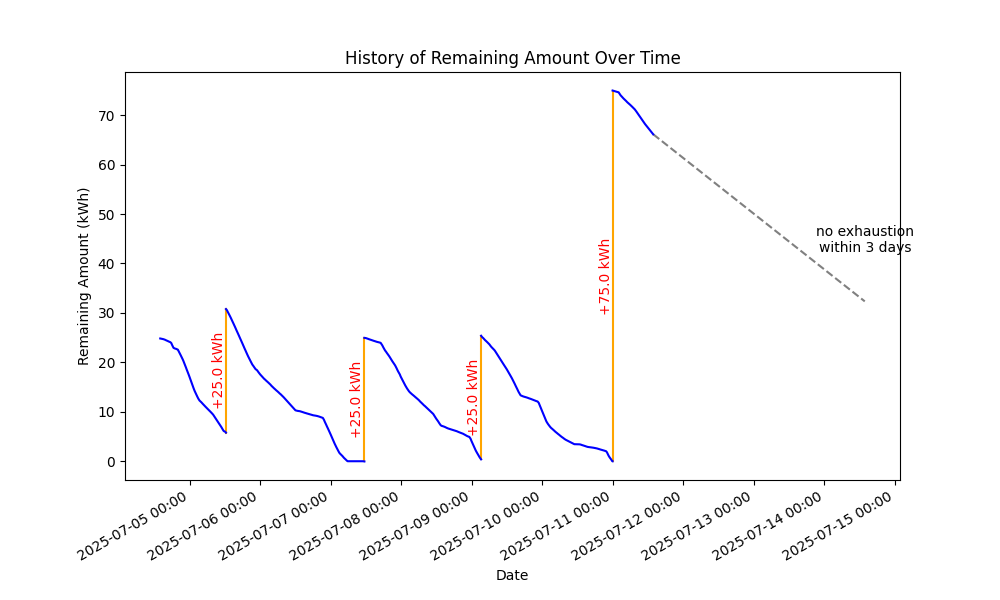 History of Remaining Amount Over Time
Remaining Amount (kWh)
70
60
50
40
30
20
10
0
+25.0 kWh
+25.0 kWh
+25.0 kWh
+75.0 kWh
no exhaustion
within 3 days
2025-07-05 00:00
2025-07-06 00:00
2025-07-07 00:00
2025-07-08 00:00
2025-07-09 00:00
2025-07-10 00:00
2025-07-11 00:00
2025-07-12 00:00
2025-07-13 00:00
2025-07-14 00:00
2025-07-15 00:00
Date